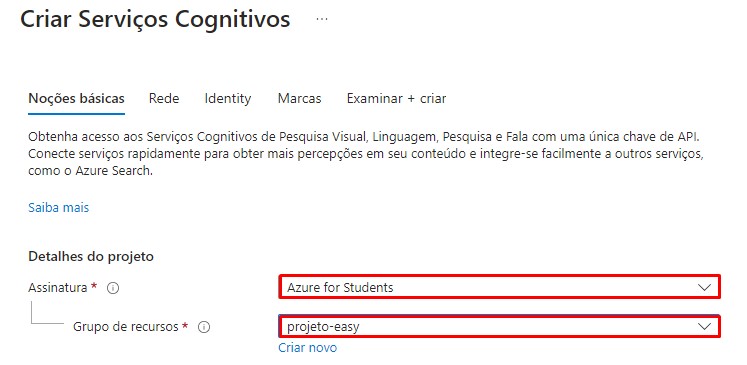 Criar Serviços Cognitivos ...
Noções básicas Rede Identity Marcas Examinar + criar
Obtenha acesso aos Serviços Cognitivos de Pesquisa Visual, Linguagem, Pesquisa e Fala com uma única chave de API.
Conecte serviços rapidamente para obter mais percepções em seu conteúdo e integre-se facilmente a outros serviços,
como o Azure Search.
Saiba mais
Detalhes do projeto
Assinatura * Azure for Students
Grupo de recursos * projeto-easy
Criar novo